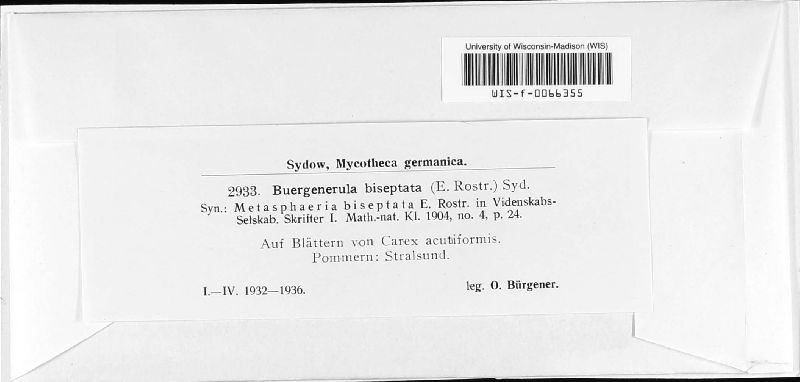 University of Wisconsin-Madison (WIS)
WIS-f-0066355
Sydow, Mycotheca germanica.
2933. Buergenerula biseptata (E. Rostr.) Syd.
Syn.: Metasphaeria biseptata E. Rostr. in Videnskabs-
Selskab. Skrifter I. Math.-nat. Kl. 1904, no. 4, p. 24.
Auf Blättern von Carex acutiformis.
Pommern: Stralsund.
I.—IV. 1932—1936. leg. O. Bürgener.